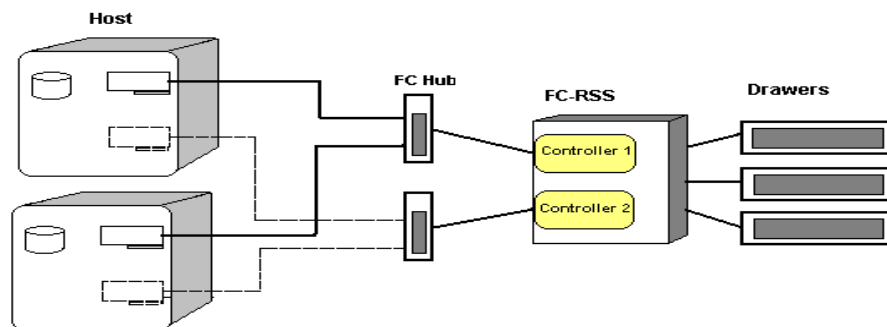 Host
FC Hub
FC-RSS
Drawers
Controller 1
Controller 2